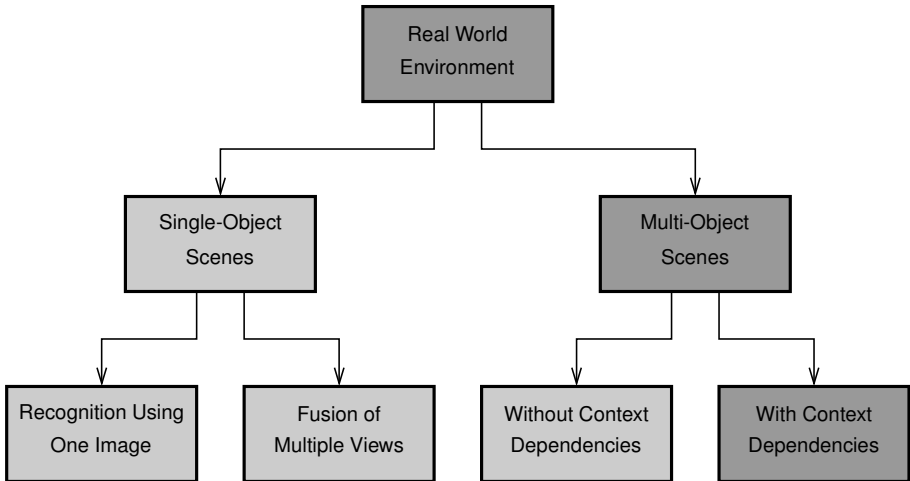 Real World
Environment
Single-Object
Scenes
Multi-Object
Scenes
Recognition Using
One Image
Fusion of
Multiple Views
Without Context
Dependencies
With Context
Dependencies